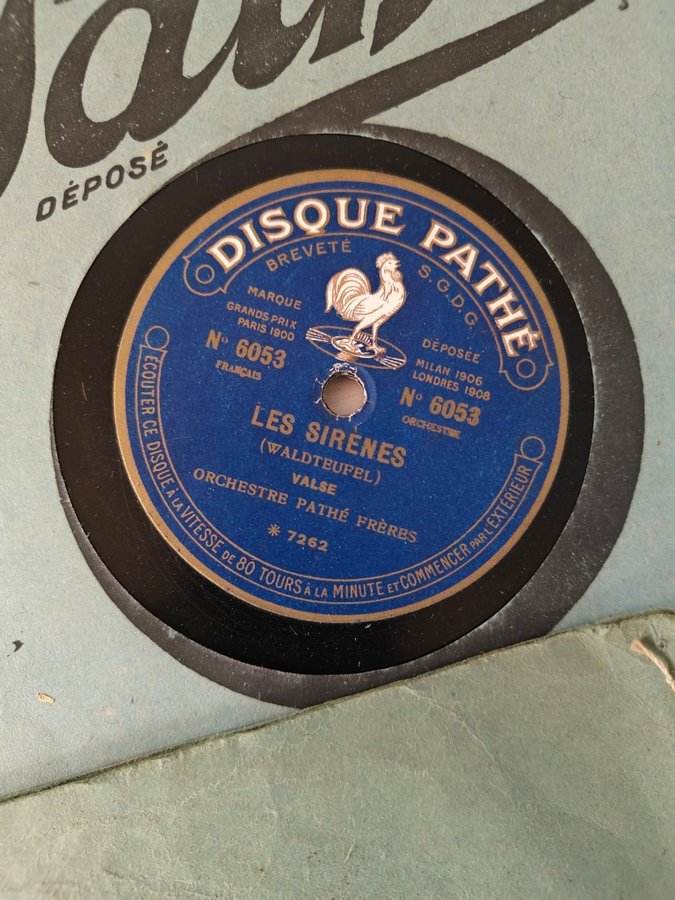 DÉPOSÉ
DISQUE PATHÉ
BREVETÉ S.G.D.G.
MARQUE
DÉPOSÉE
GRANDS PRIX
PARIS 1900
MILAN 1906
LONDRES 1908
Nº 6053
FRANÇAIS
Nº 6053
ORCHESTRE
LES SIRENES
(WALDTEUFEL)
VALSE
ORCHESTRE PATHÉ FRÈRES
* 7262
ECOUTER CE DISQUE À LA VITESSE DE 80 TOURS À LA MINUTE ET COMMENCER PAR L'EXTÉRIEUR